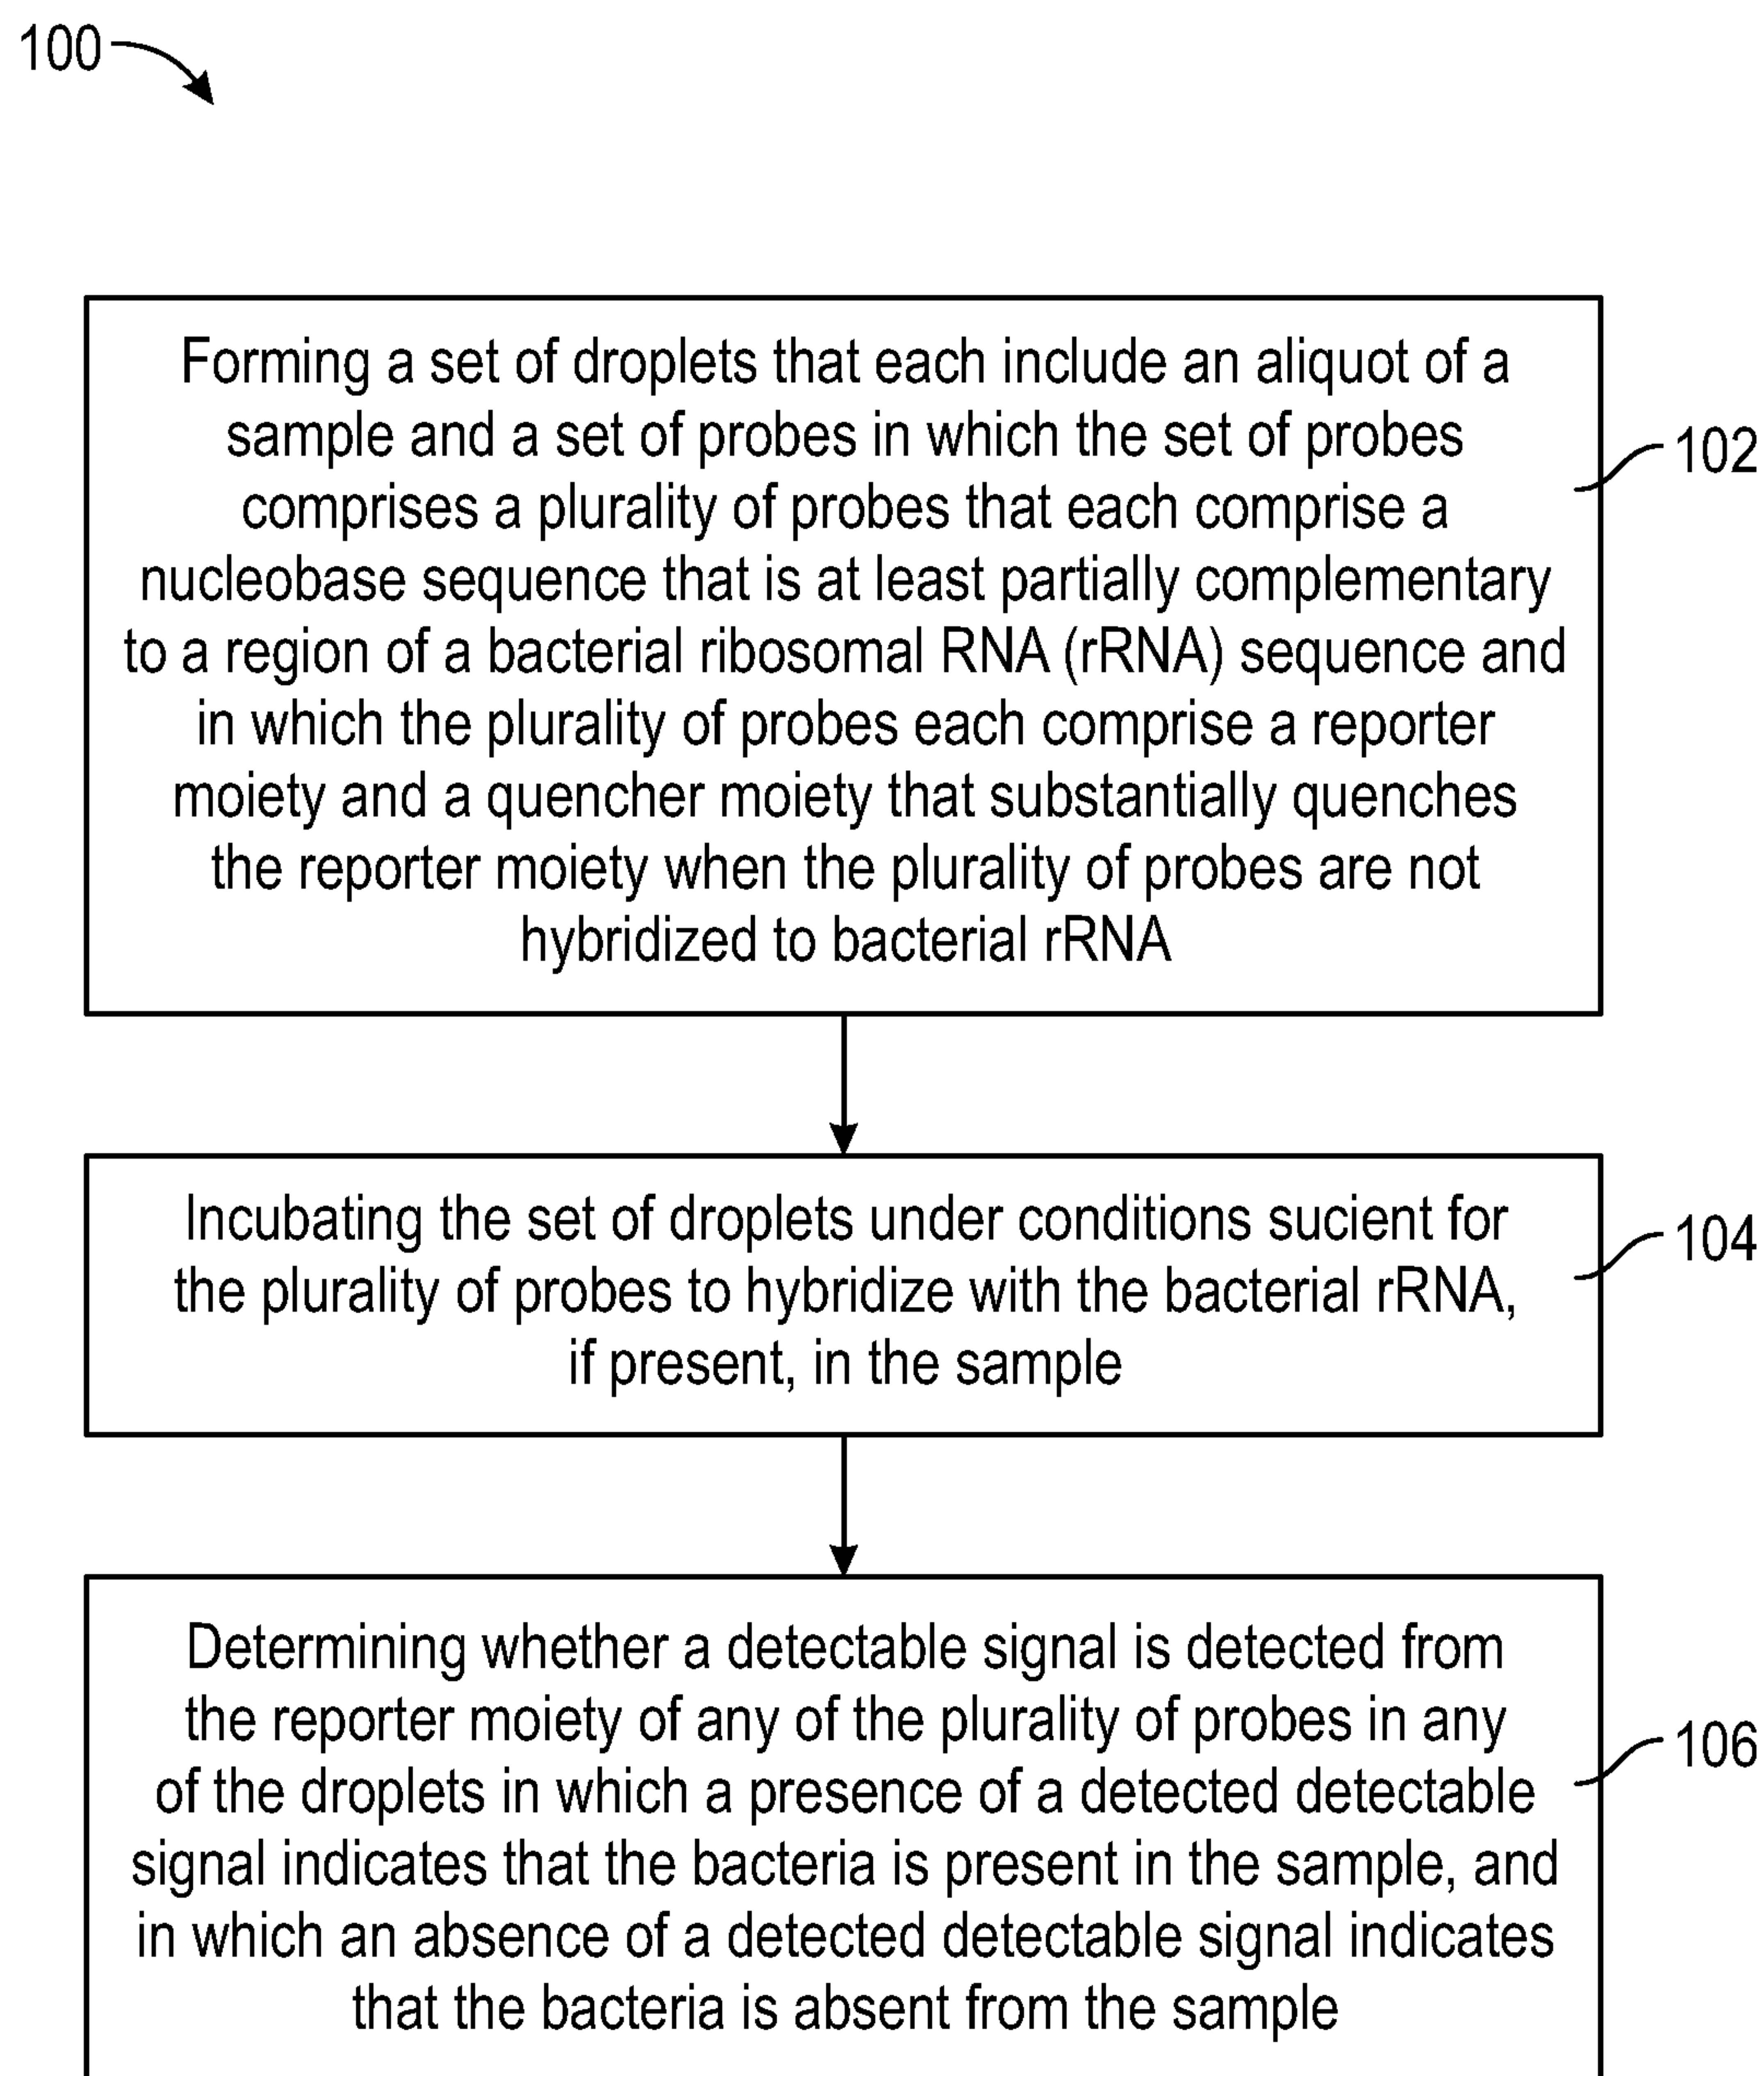 100
Forming a set of droplets that each include an aliquot of a
sample and a set of probes in which the set of probes
comprises a plurality of probes that each comprise a
nucleobase sequence that is at least partially complementary
to a region of a bacterial ribosomal RNA (rRNA) sequence and
in which the plurality of probes each comprise a reporter
moiety and a quencher moiety that substantially quenches
the reporter moiety when the plurality of probes are not
hybridized to bacterial rRNA
102
Incubating the set of droplets under conditions sucient for
the plurality of probes to hybridize with the bacterial rRNA,
if present, in the sample
104
Determining whether a detectable signal is detected from
the reporter moiety of any of the plurality of probes in any
of the droplets in which a presence of a detected detectable
signal indicates that the bacteria is present in the sample, and
in which an absence of a detected detectable signal indicates
that the bacteria is absent from the sample
106